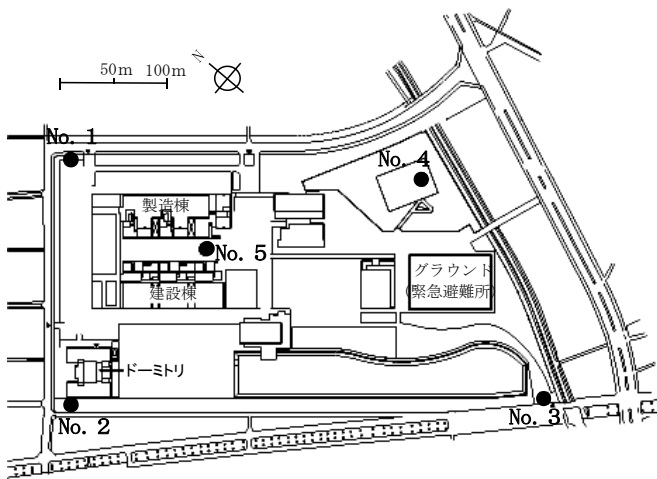 N
50m 100m
No. 1
No. 4
製造棟
No. 5
グラウンド
(緊急避難所)
建設棟
ドーミトリ
No. 3
No. 2